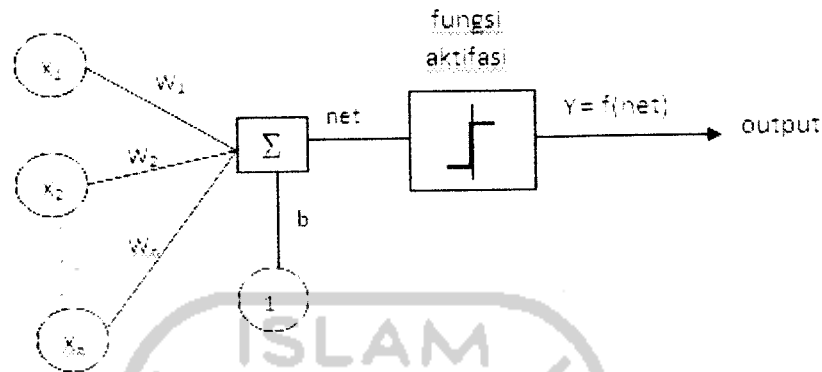 fungsi
aktifasi
x₁
W₁
Y = f(net)
net
output
Σ
W₂
x₂
b
Wₙ
1
xₙ
ISLAM